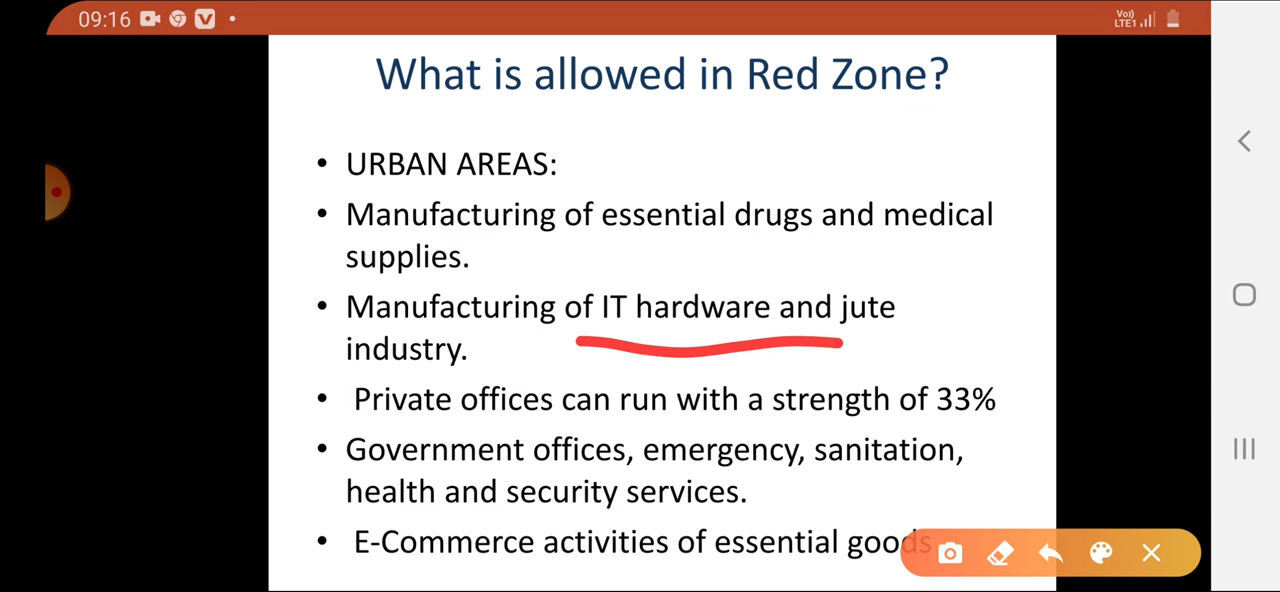 09:16
Vo)) LTE1
What is allowed in Red Zone?
• URBAN AREAS:
• Manufacturing of essential drugs and medical
supplies.
• Manufacturing of IT hardware and jute
industry.
• Private offices can run with a strength of 33%
• Government offices, emergency, sanitation,
health and security services.
• E-Commerce activities of essential goods